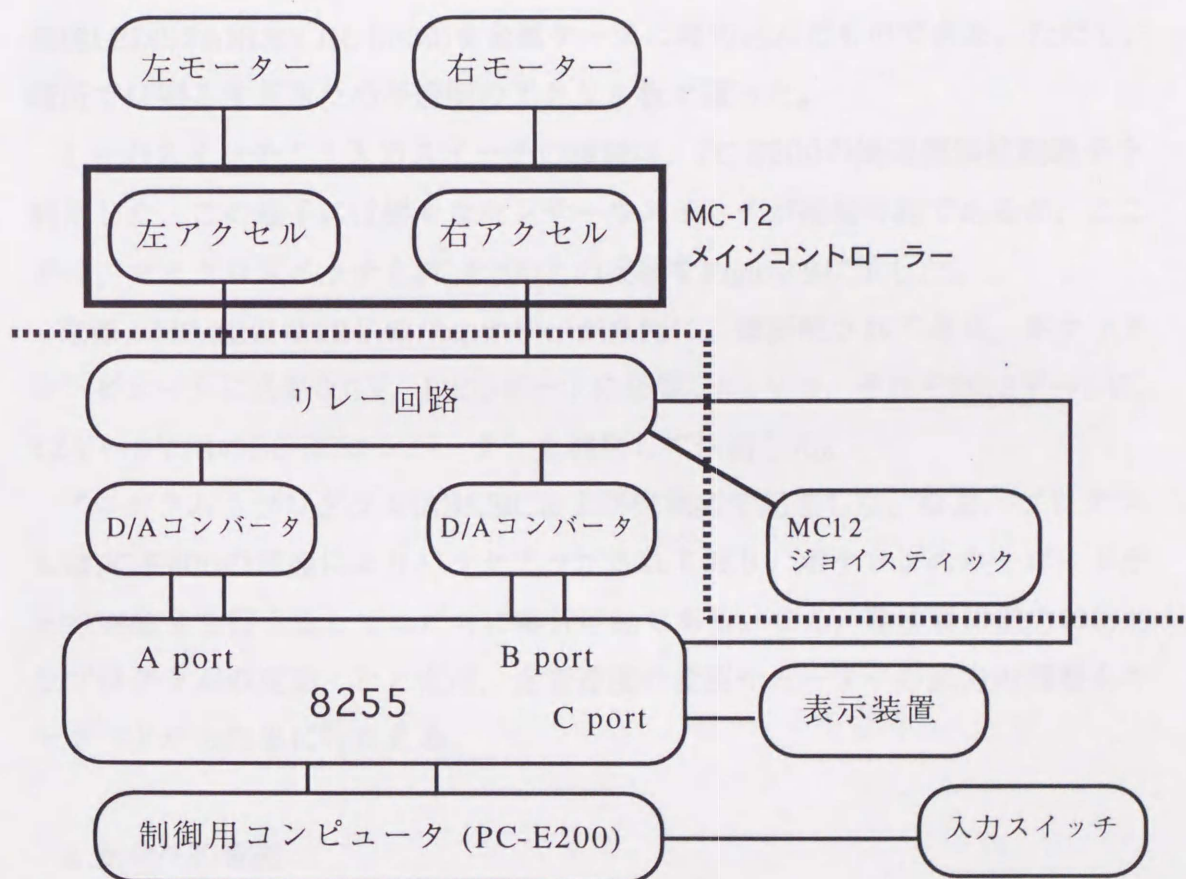 左モーター
右モーター
左アクセル
右アクセル
MC-12
メインコントローラー
リレー回路
D/Aコンバータ
D/Aコンバータ
MC12
ジョイスティック
A port
B port
8255
C port
表示装置
制御用コンピュータ (PC-E200)
入力スイッチ